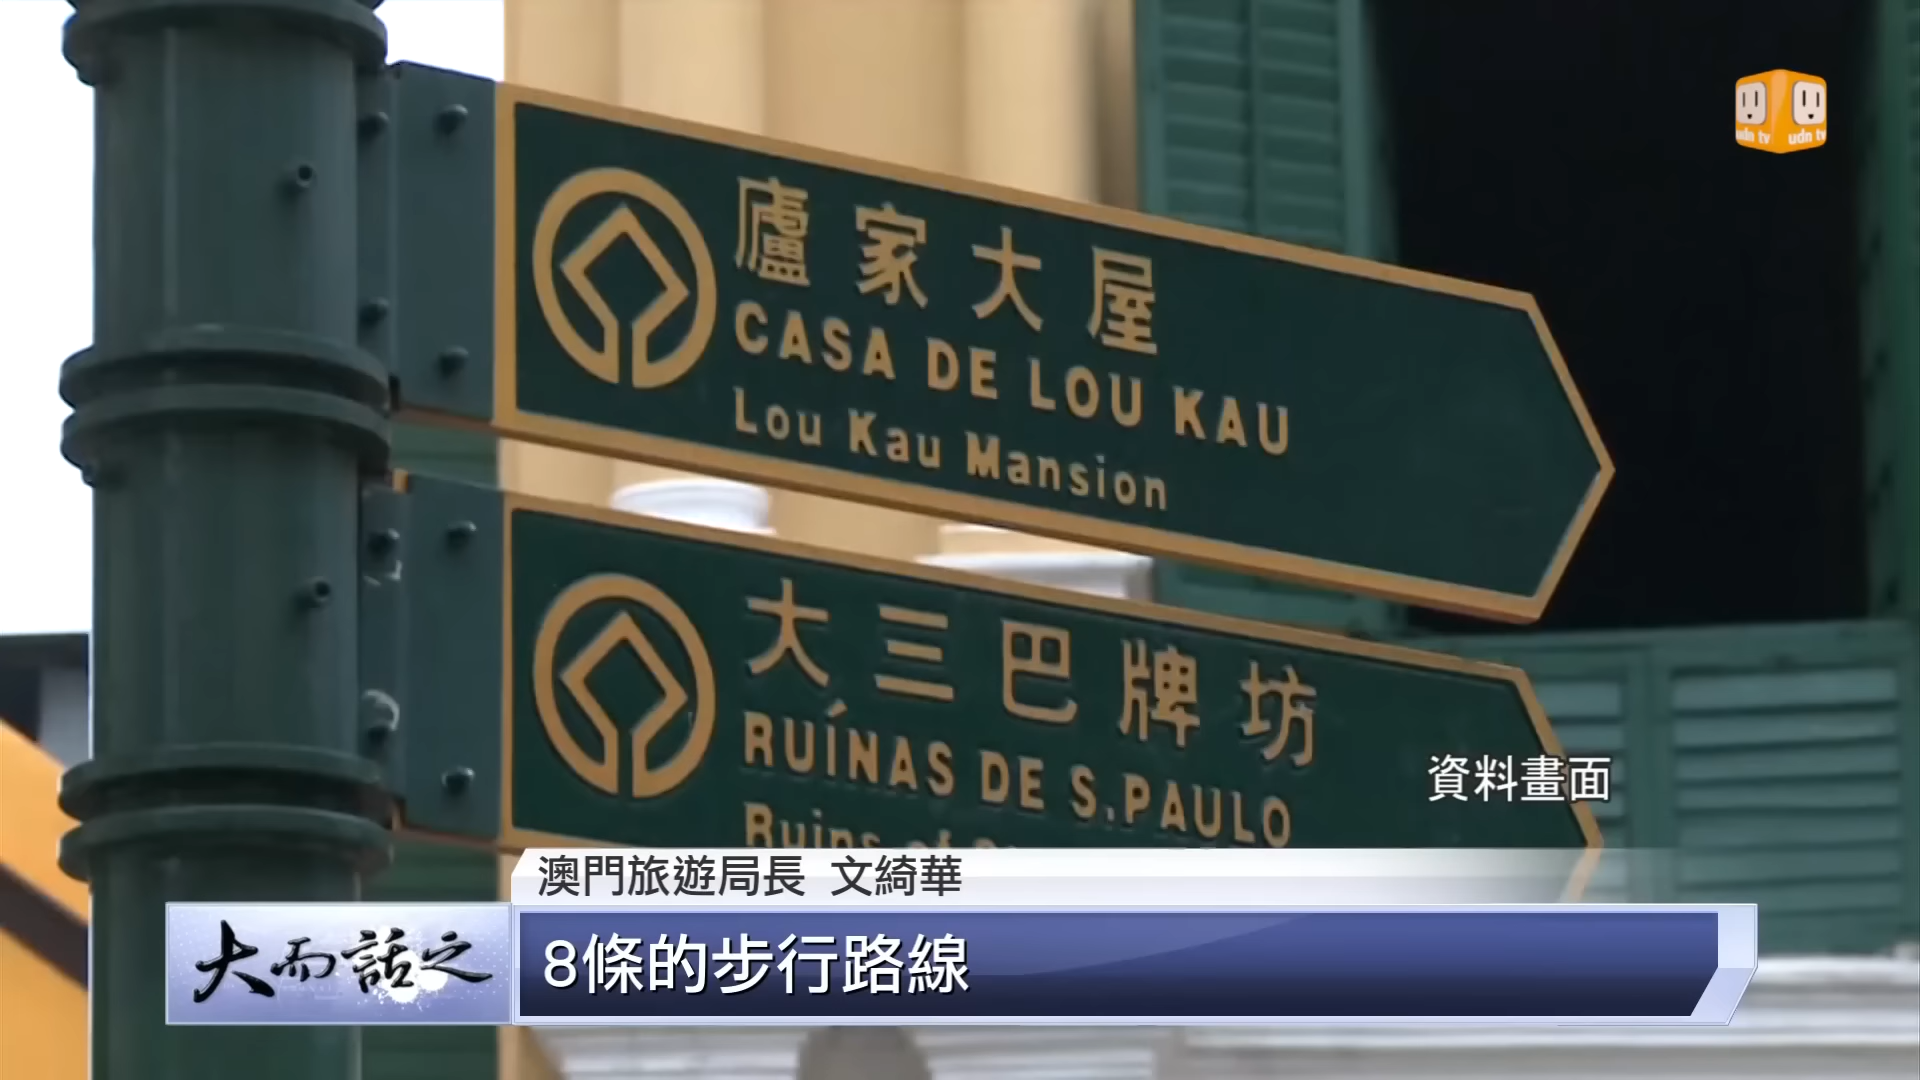 udn tv udn tv
盧家大屋
CASA DE LOU KAU
Lou Kau Mansion
大三巴牌坊
RUÍNAS DE S.PAULO
Ruins of
資料畫面
澳門旅遊局長 文綺華
大而話之
8條的步行路線